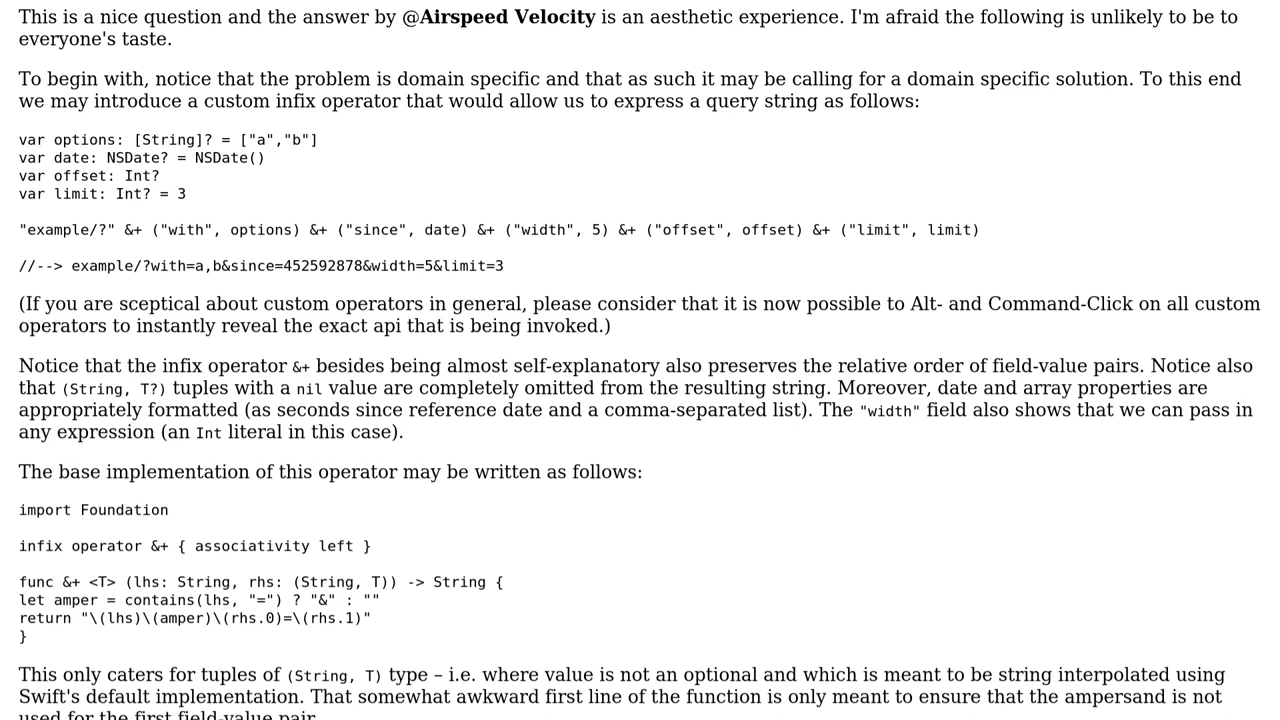 This is a nice question and the answer by @Airspeed Velocity is an aesthetic experience. I'm afraid the following is unlikely to be to
everyone's taste.
To begin with, notice that the problem is domain specific and that as such it may be calling for a domain specific solution. To this end
we may introduce a custom infix operator that would allow us to express a query string as follows:
var options: [String]? = ["a","b"]
var date: NSDate? = NSDate()
var offset: Int?
var limit: Int? = 3
"example/?" &+ ("with", options) &+ ("since", date) &+ ("width", 5) &+ ("offset", offset) &+ ("limit", limit)
//--> example/?with=a,b&since=452592878&width=5&limit=3
(If you are sceptical about custom operators in general, please consider that it is now possible to Alt- and Command-Click on all custom
operators to instantly reveal the exact api that is being invoked.)
Notice that the infix operator &+ besides being almost self-explanatory also preserves the relative order of field-value pairs. Notice also
that (String, T?) tuples with a nil value are completely omitted from the resulting string. Moreover, date and array properties are
appropriately formatted (as seconds since reference date and a comma-separated list). The "width" field also shows that we can pass in
any expression (an Int literal in this case).
The base implementation of this operator may be written as follows:
import Foundation
infix operator &+ { associativity left }
func &+ <T> (lhs: String, rhs: (String, T)) -> String {
let amper = contains(lhs, "=") ? "&" : ""
return "\(lhs)\(amper)\(rhs.0)=\(rhs.1)"
}
This only caters for tuples of (String, T) type – i.e. where value is not an optional and which is meant to be string interpolated using
Swift's default implementation. That somewhat awkward first line of the function is only meant to ensure that the ampersand is not
used for the first field-value pair.